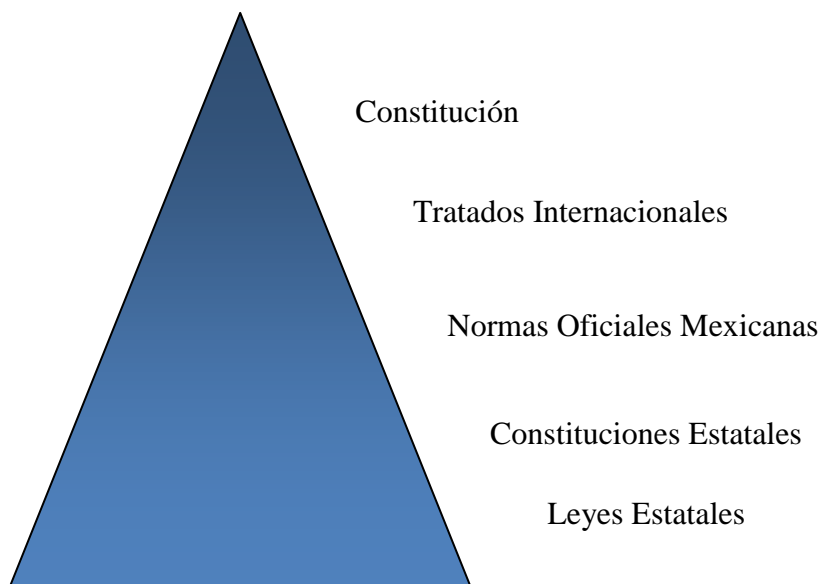 Constitución
Tratados Internacionales
Normas Oficiales Mexicanas
Constituciones Estatales
Leyes Estatales